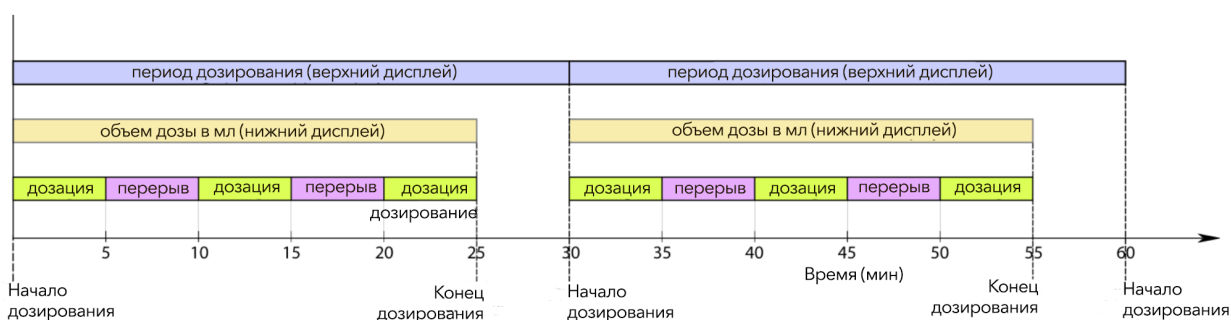 период дозирования (верхний дисплей) период дозирования (верхний дисплей)
объем дозы в мл (нижний дисплей) объем дозы в мл (нижний дисплей)
дозация перерыв дозация перерыв дозация дозация перерыв дозация перерыв дозация
дозирование
5 10 15 20 25 30 35 40 45 50 55 60
Время (мин)
Начало дозирования
Конец дозирования
Начало дозирования
Конец дозирования
Начало дозирования